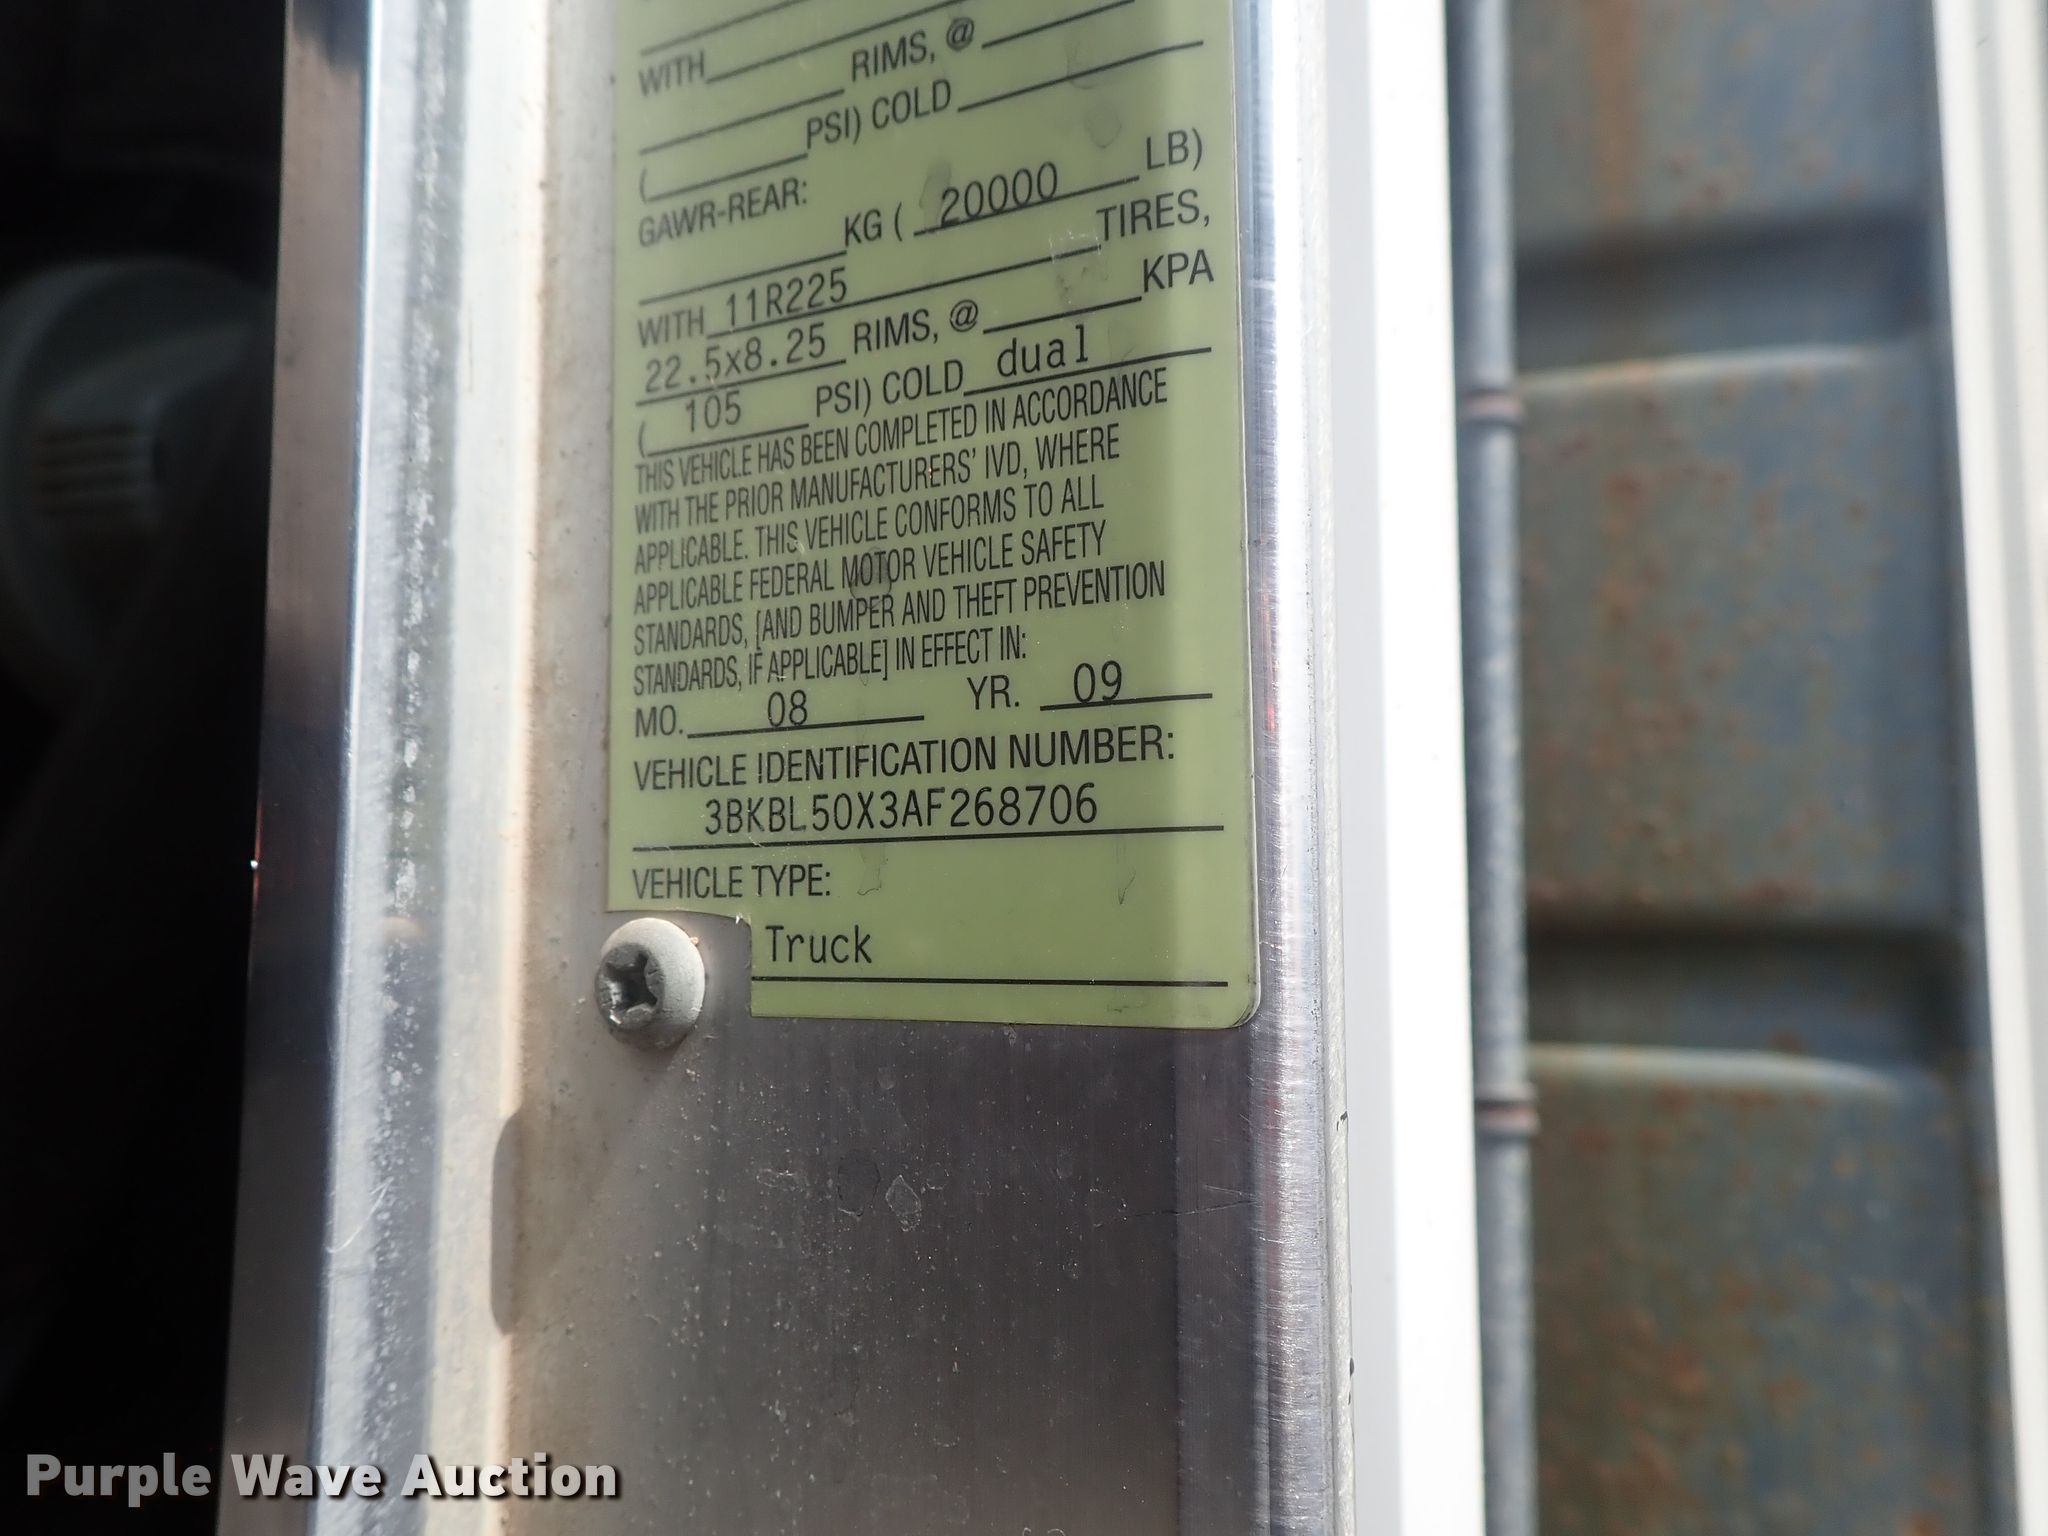 WITH RIMS, @
( PSI) COLD
GAWR-REAR:
KG ( 20000 LB)
WITH 11R225 TIRES,
22.5x8.25 RIMS, @ KPA
( 105 PSI) COLD dual
THIS VEHICLE HAS BEEN COMPLETED IN ACCORDANCE
WITH THE PRIOR MANUFACTURERS' IVD, WHERE
APPLICABLE. THIS VEHICLE CONFORMS TO ALL
APPLICABLE FEDERAL MOTOR VEHICLE SAFETY
STANDARDS, [AND BUMPER AND THEFT PREVENTION
STANDARDS, IF APPLICABLE] IN EFFECT IN:
MO. 08 YR. 09
VEHICLE IDENTIFICATION NUMBER:
3BKBL50X3AF268706
VEHICLE TYPE:
Truck
Purple Wave Auction